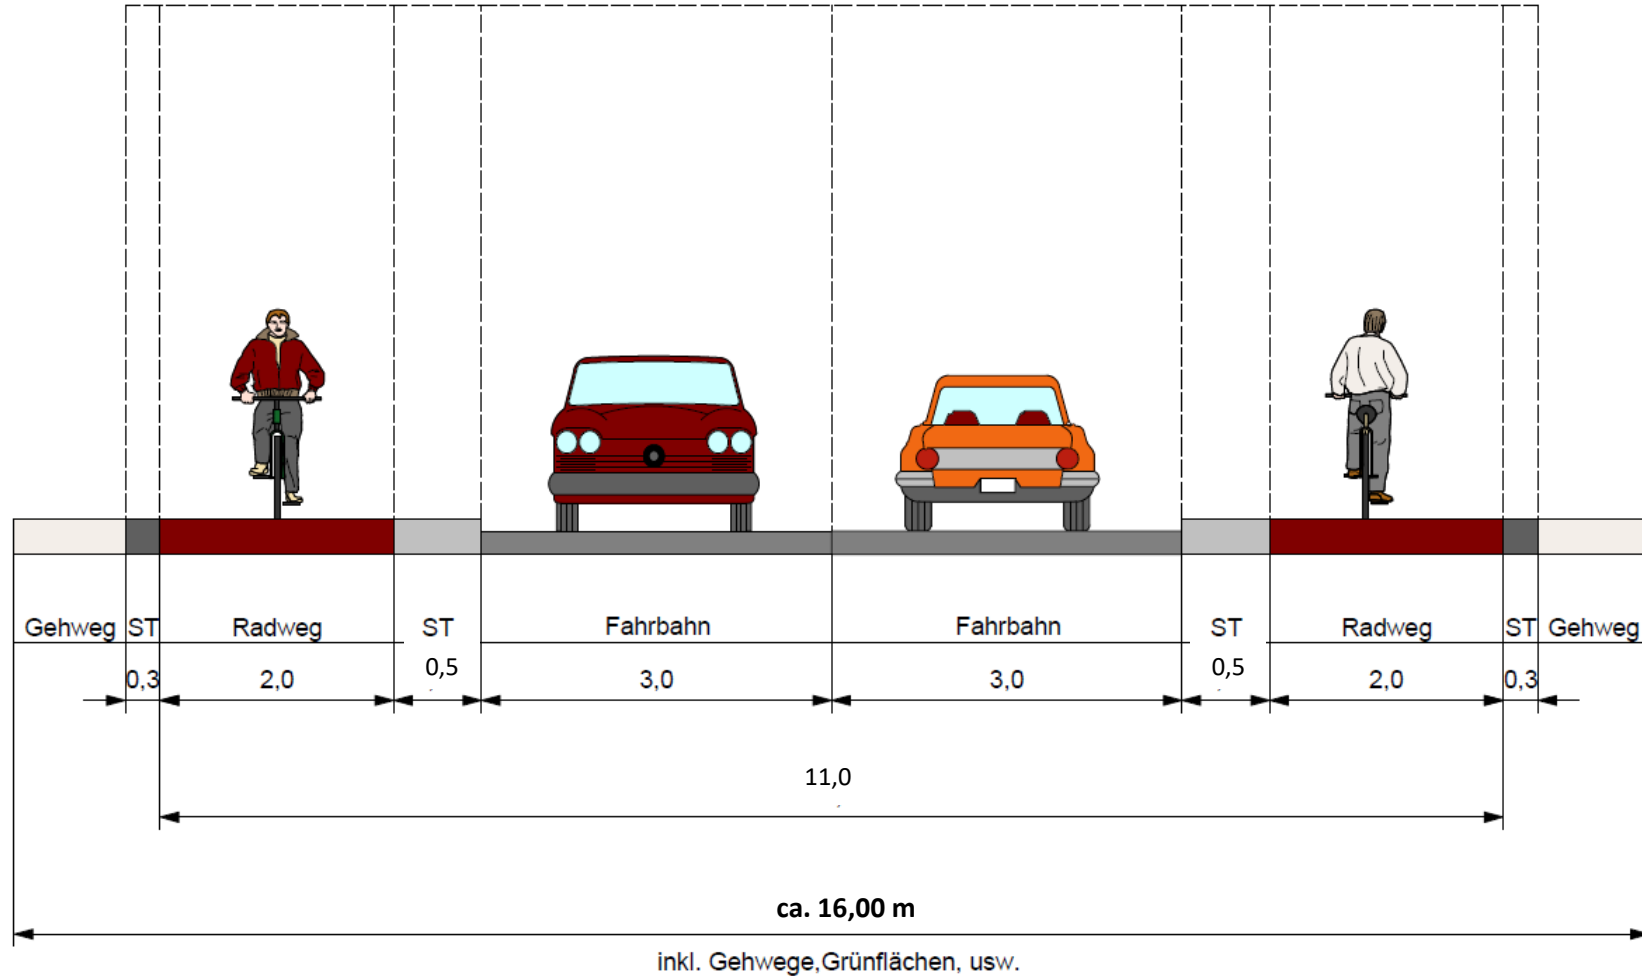 Gehweg ST Radweg ST Fahrbahn Fahrbahn ST Radweg ST Gehweg
0,3 2,0 0,5 3,0 3,0 0,5 2,0 0,3
11,0
ca. 16,00 m
inkl. Gehwege,Grünflächen, usw.